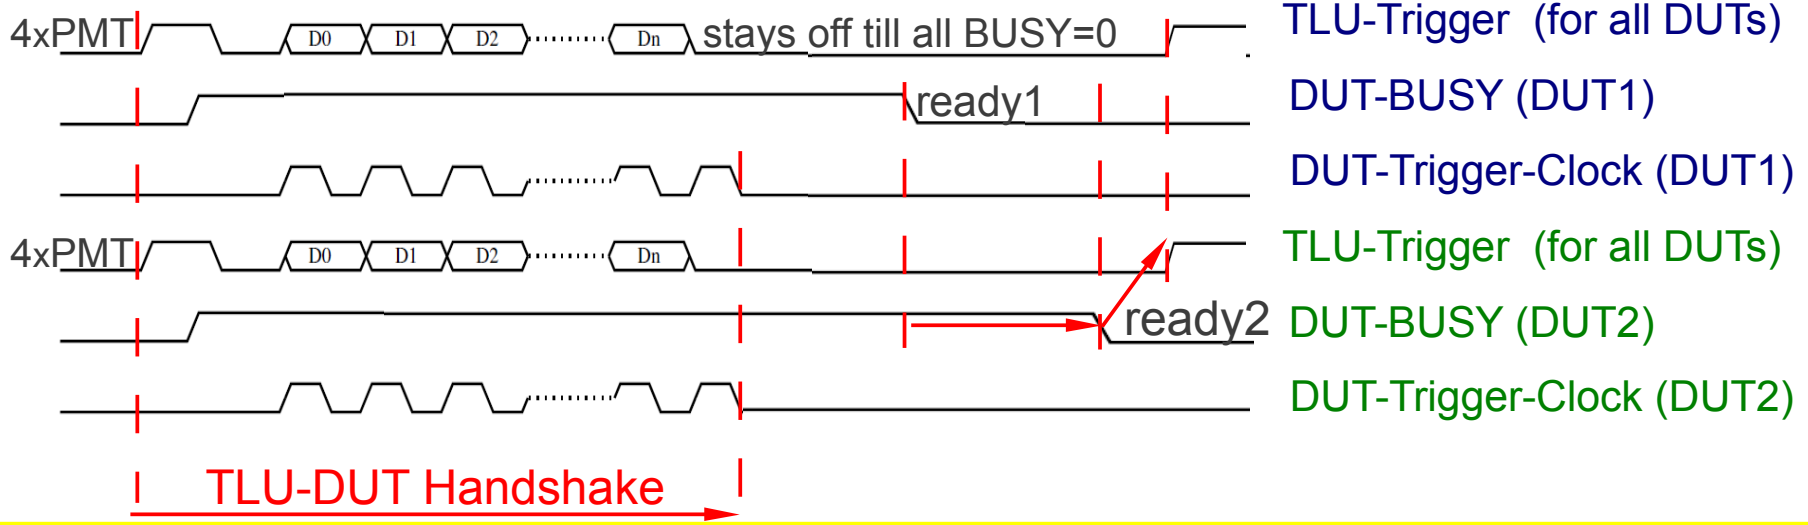 4xPMT D0 D1 D2 Dn stays off till all BUSY=0 TLU-Trigger (for all DUTs)
ready1 DUT-BUSY (DUT1)
DUT-Trigger-Clock (DUT1)
4xPMT D0 D1 D2 Dn TLU-Trigger (for all DUTs)
ready2 DUT-BUSY (DUT2)
DUT-Trigger-Clock (DUT2)
TLU-DUT Handshake